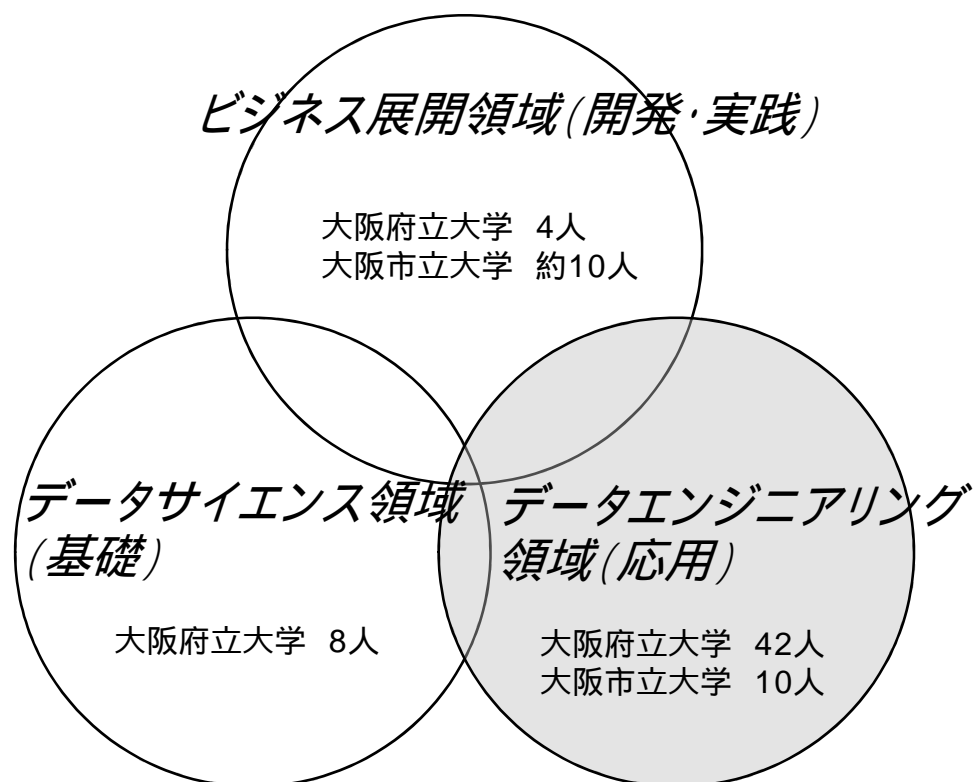 ビジネス展開領域(開発・実践)
大阪府立大学 4人
大阪市立大学 約10人
データサイエンス領域
(基礎)
大阪府立大学 8人
データエンジニアリング
領域(応用)
大阪府立大学 42人
大阪市立大学 10人